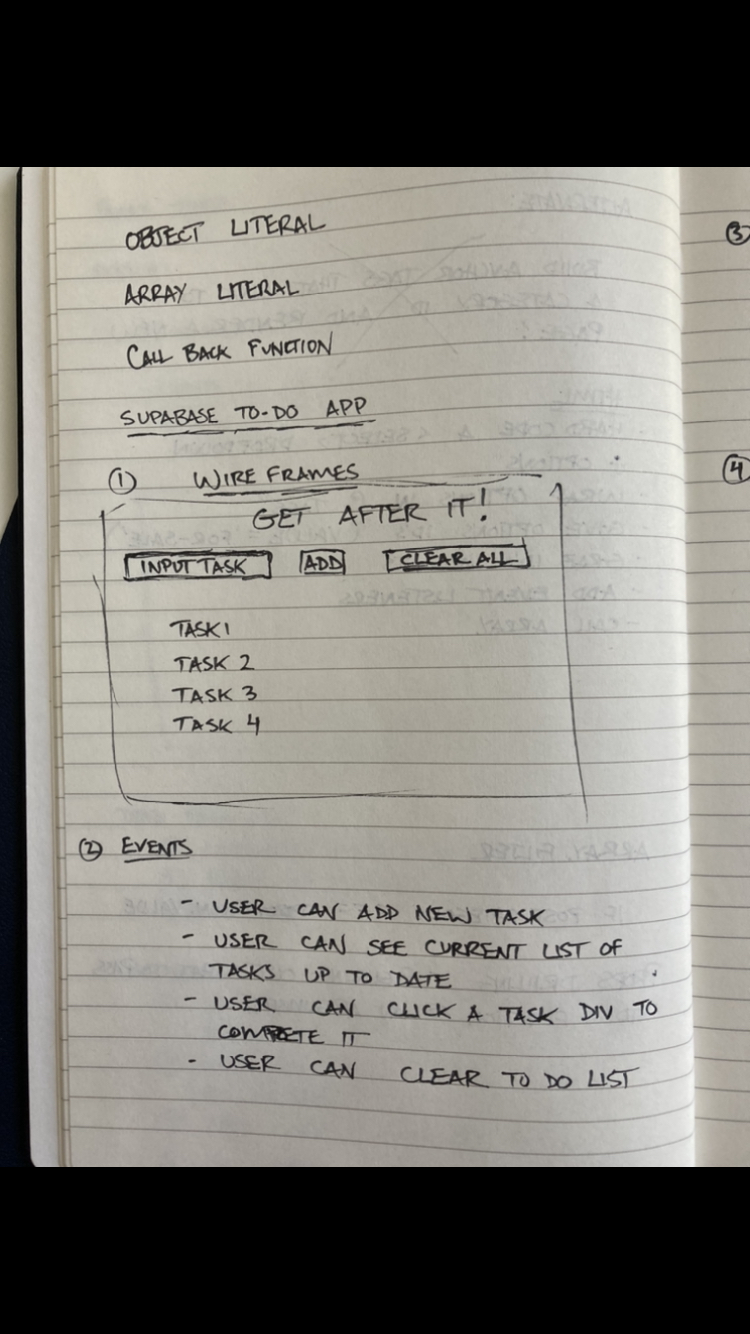 OBJECT LITERAL
ARRAY LITERAL
CALL BACK FUNCTION
SUPABASE TO-DO APP
① WIRE FRAMES
GET AFTER IT!
INPUT TASK ADD CLEAR ALL
TASK 1
TASK 2
TASK 3
TASK 4
② EVENTS
- USER CAN ADD NEW TASK
- USER CAN SEE CURRENT LIST OF
TASKS UP TO DATE
- USER CAN CLICK A TASK DIV TO
COMPLETE IT
- USER CAN CLEAR TO DO LIST
③
④